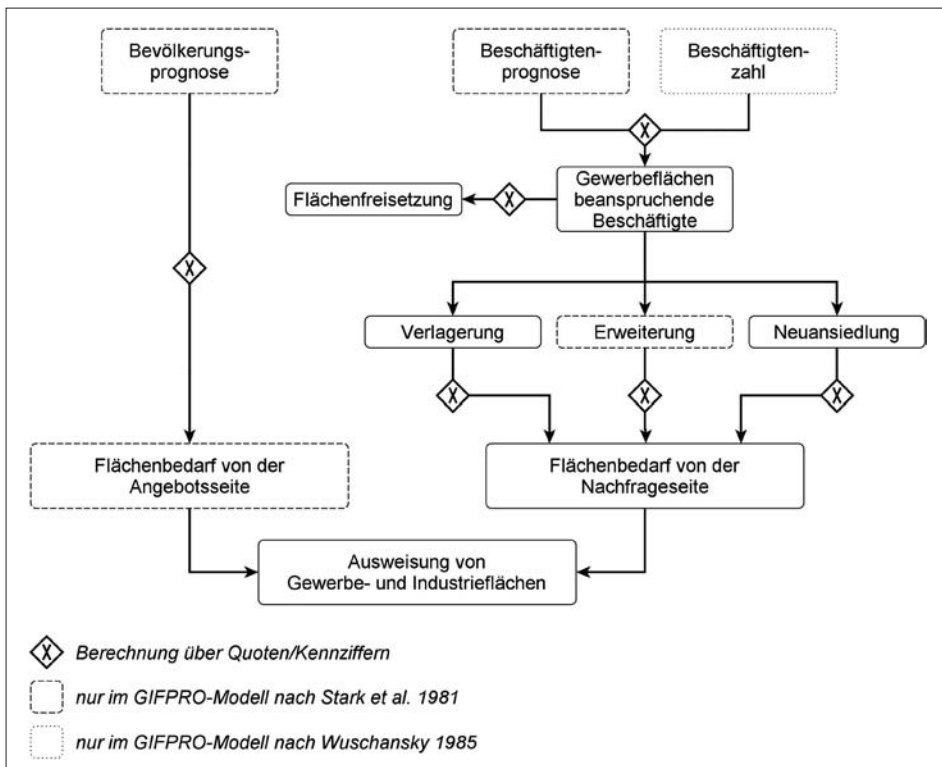 Bevölkerungs-
prognose
Beschäftigten-
prognose
Beschäftigten-
zahl
X
Flächenfreisetzung
X
Gewerbeflächen
beanspruchende
Beschäftigte
X
Verlagerung
Erweiterung
Neuansiedlung
X
X
X
Flächenbedarf von der
Angebotsseite
Flächenbedarf von der
Nachfrageseite
Ausweisung von
Gewerbe- und Industrieflächen
X Berechnung über Quoten/Kennziffern
nur im GIFPRO-Modell nach Stark et al. 1981
nur im GIFPRO-Modell nach Wuschansky 1985